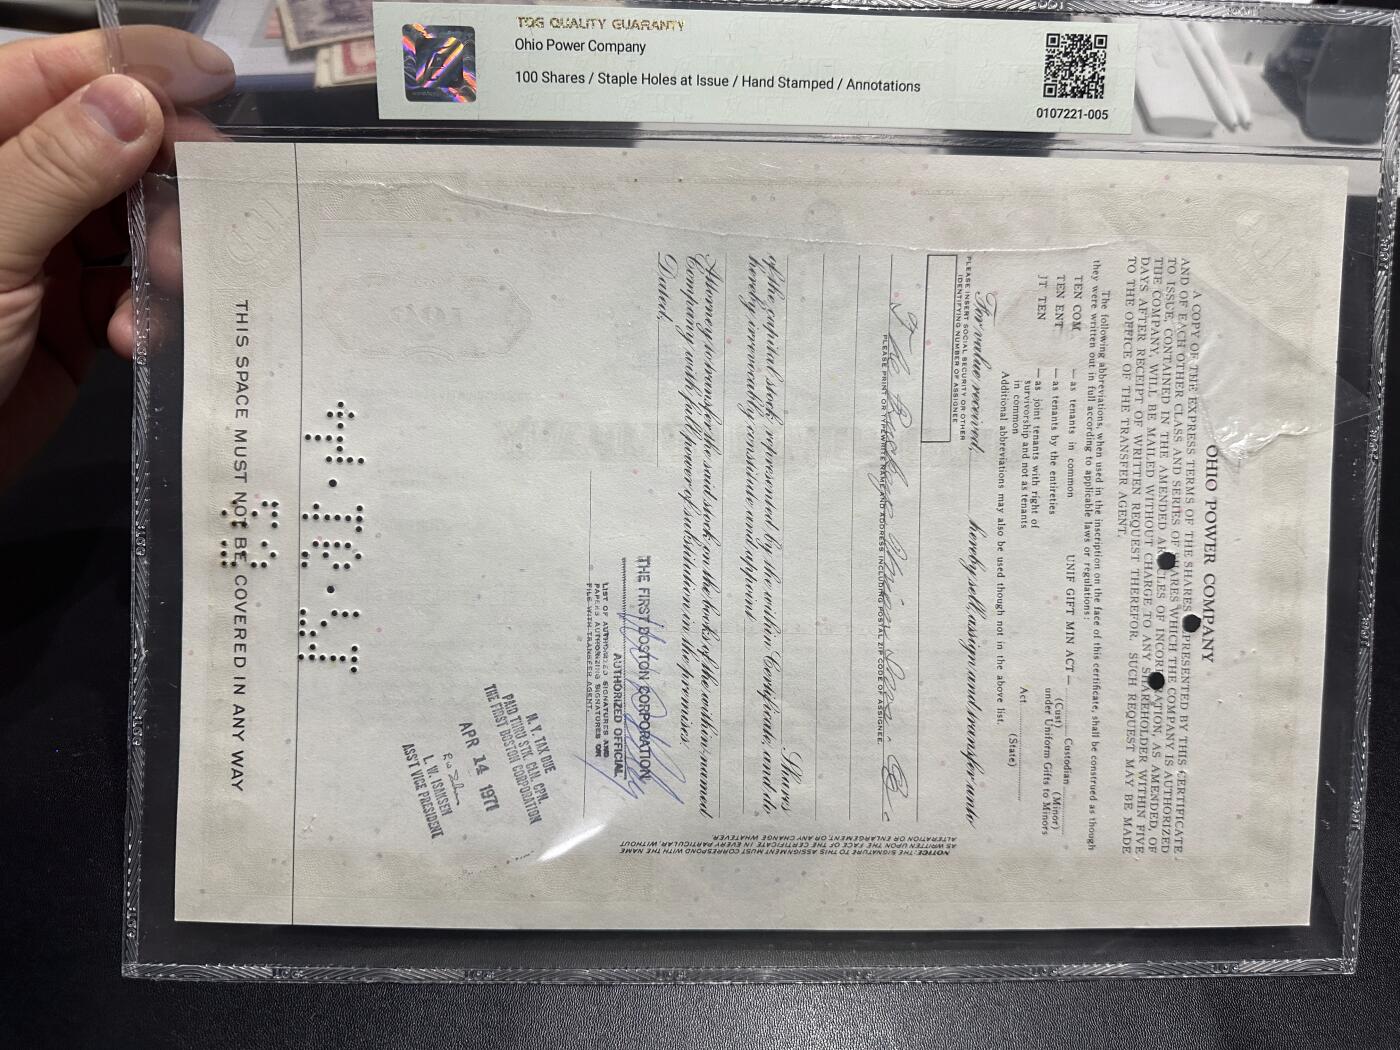 TQG QUALITY GUARANTY
Ohio Power Company
100 Shares / Staple Holes at Issue / Hand Stamped / Annotations
0107221-005
OHIO POWER COMPANY
A COPY OF THE EXPRESS TERMS OF THE SHARES REPRESENTED BY THIS CERTIFICATE
AND OF EACH OTHER CLASS AND SERIES OF SHARES WHICH THE COMPANY IS AUTHORIZED
TO ISSUE, CONTAINED IN THE AMENDED ARTICLES OF INCORPORATION, AS AMENDED, OF
THE COMPANY, WILL BE MAILED WITHOUT CHARGE TO ANY SHAREHOLDER WITHIN FIVE
DAYS AFTER RECEIPT OF WRITTEN REQUEST THEREFOR. SUCH REQUEST MAY BE MADE
TO THE OFFICE OF THE TRANSFER AGENT.
The following abbreviations, when used in the inscription on the face of this certificate, shall be construed as though
they were written out in full according to applicable laws or regulations:
TEN COM — as tenants in common UNIF GIFT MIN ACT — Custodian
(Cust) (Minor)
TEN ENT — as tenants by the entireties under Uniform Gifts to Minors
JT TEN — as joint tenants with right of
survivorship and not as tenants
in common
Act
(State)
Additional abbreviations may also be used though not in the above list.
For value received, hereby sell, assign and transfer unto
PLEASE INSERT SOCIAL SECURITY OR OTHER
IDENTIFYING NUMBER OF ASSIGNEE
PLEASE PRINT OR TYPEWRITE NAME AND ADDRESS INCLUDING POSTAL ZIP CODE OF ASSIGNEE
Shares
of the capital stock represented by the within Certificate, and do
hereby irrevocably constitute and appoint
Attorney to transfer the said stock on the books of the within-named
Company with full power of substitution in the premises.
Dated,
THE FIRST BOSTON CORPORATION
AUTHORIZED OFFICIAL
LIST OF AUTHORIZED SIGNATURES AND
PAPERS AUTHORIZING SIGNATURES ON
FILE WITH TRANSFER AGENT.
N. Y. TAX DUE
PAID THRU STK. CLR. CPN.
THE FIRST BOSTON CORPORATION
APR 14 1970
L. W. ISANSEN
ASS'T VICE PRESIDENT
NOTICE: THE SIGNATURE TO THIS ASSIGNMENT MUST CORRESPOND WITH THE NAME
AS WRITTEN UPON THE FACE OF THE CERTIFICATE IN EVERY PARTICULAR, WITHOUT
ALTERATION OR ENLARGEMENT, OR ANY CHANGE WHATEVER.
THIS SPACE MUST NOT BE COVERED IN ANY WAY